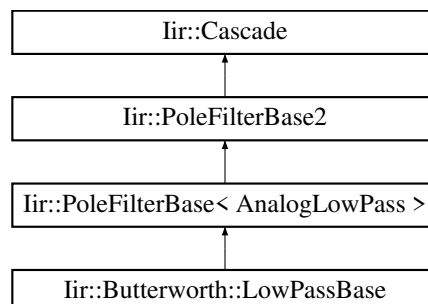 Iir::Cascade
Iir::PoleFilterBase2
Iir::PoleFilterBase< AnalogLowPass >
Iir::Butterworth::LowPassBase